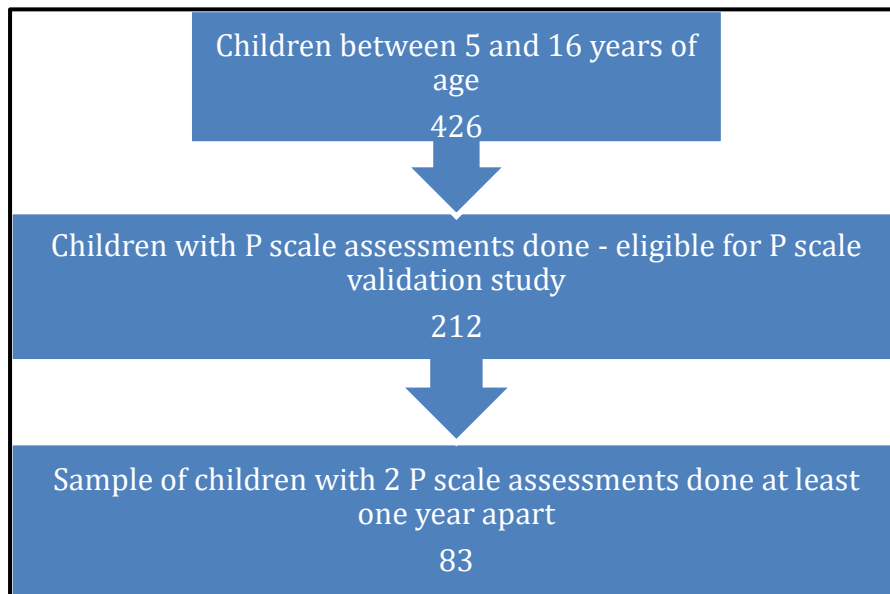 Children between 5 and 16 years of
age
426
Children with P scale assessments done - eligible for P scale
validation study
212
Sample of children with 2 P scale assessments done at least
one year apart
83